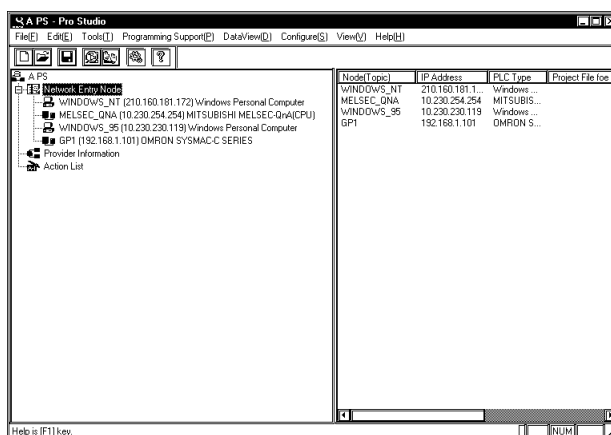 A PS - Pro Studio
File(F) Edit(E) Tools(T) Programming Support(P) DataView(D) Configure(S) View(V) Help(H)
A PS
Network Entry Node
WINDOWS_NT (210.160.181.172) Windows Personal Computer
MELSEC_QNA (10.230.254.254) MITSUBISHI MELSEC-QnA(CPU)
WINDOWS_95 (10.230.230.119) Windows Personal Computer
GP1 (192.168.1.101) OMRON SYSMAC-C SERIES
Provider Information
Action List
Node(Topic) IP Address PLC Type Project File foe
WINDOWS_NT 210.160.181.1... Windows ...
MELSEC_QNA 10.230.254.254 MITSUBIS...
WINDOWS_95 10.230.230.119 Windows ...
GP1 192.168.1.101 OMRON S...
Help is [F1] key. NUM